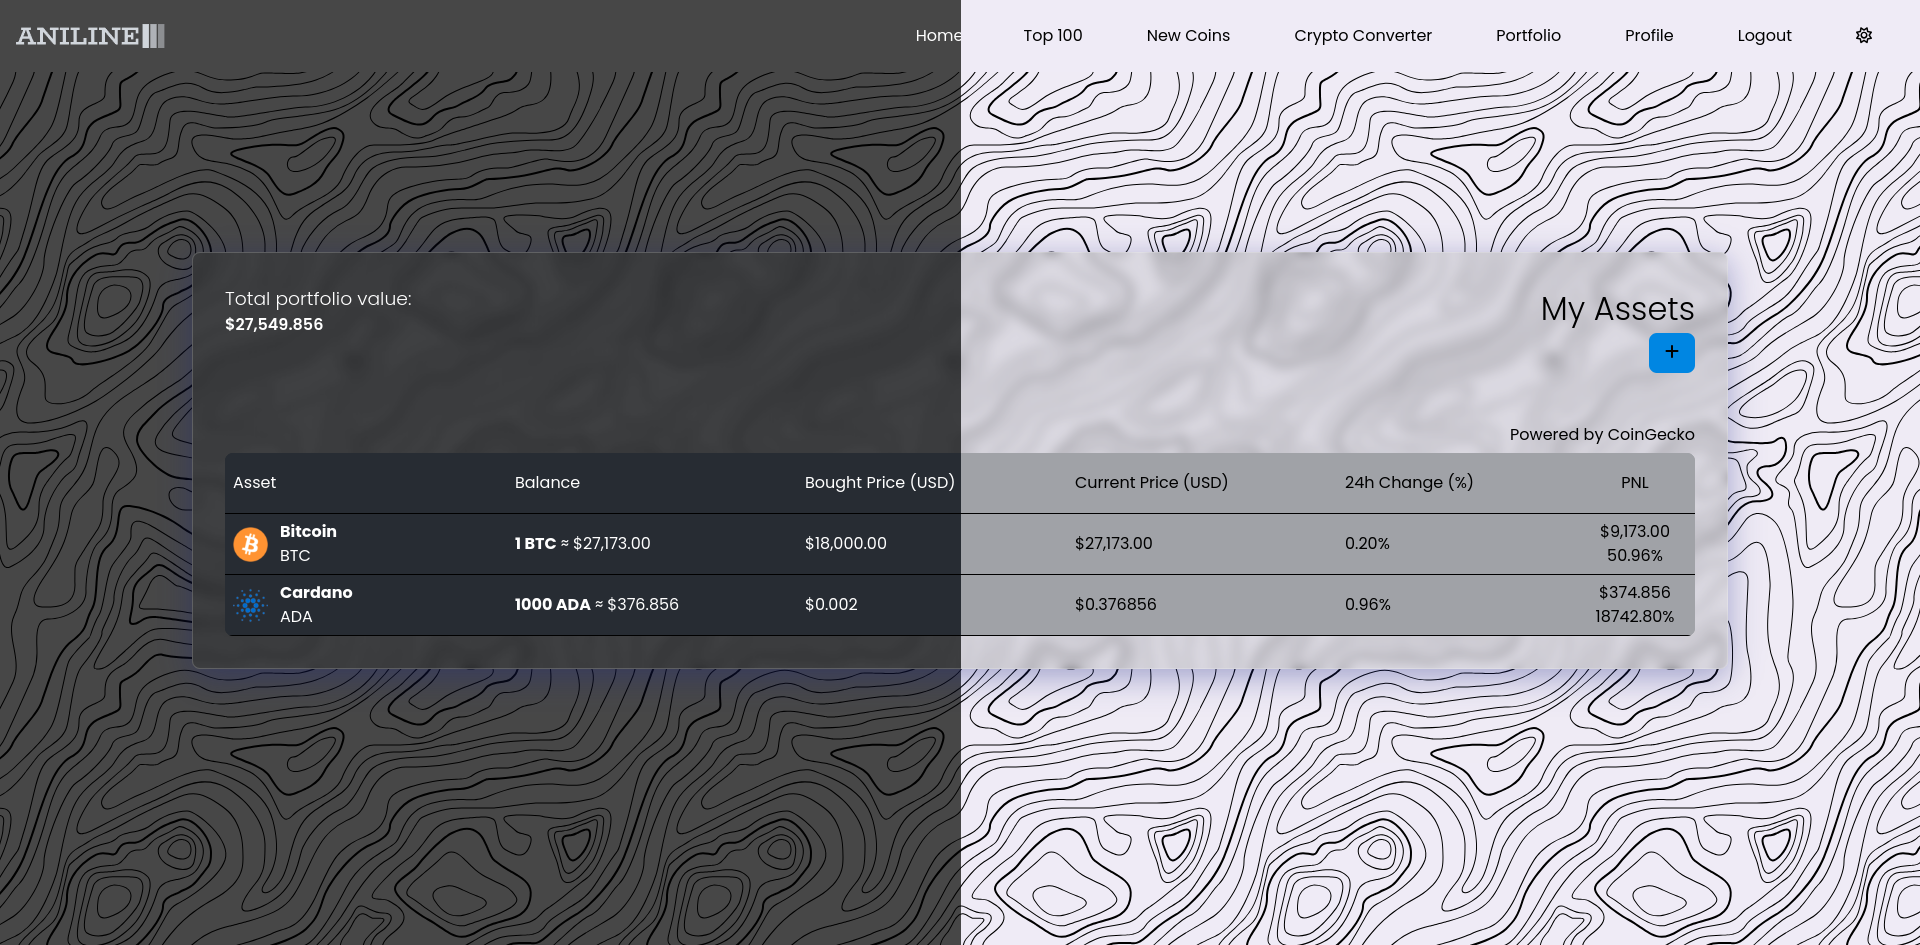 ANILINE
Home Top 100 New Coins Crypto Converter Portfolio Profile Logout
Total portfolio value:
$27,549.856
My Assets
+
Powered by CoinGecko
Asset Balance Bought Price (USD) Current Price (USD) 24h Change (%) PNL
Bitcoin
BTC
1 BTC ≈ $27,173.00 $18,000.00 $27,173.00 0.20%
$9,173.00
50.96%
Cardano
ADA
1000 ADA ≈ $376.856 $0.002 $0.376856 0.96%
$374.856
18742.80%